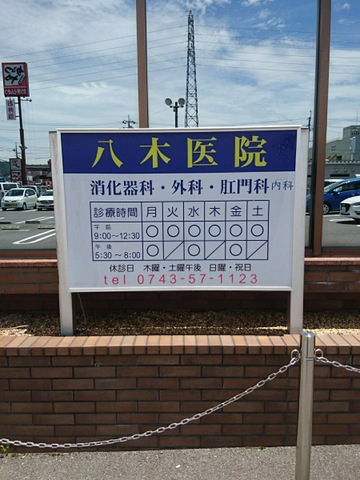 八木医院
消化器科・外科・肛門科 内科
診療時間 月 火 水 木 金 土
午前 9:00~12:30 ○ ○ ○ ○ ○ ○
午後 5:30~8:00 ○ ／ ○ ／ ○ ／
休診日 木曜・土曜午後 日曜・祝日
tel 0743-57-1123